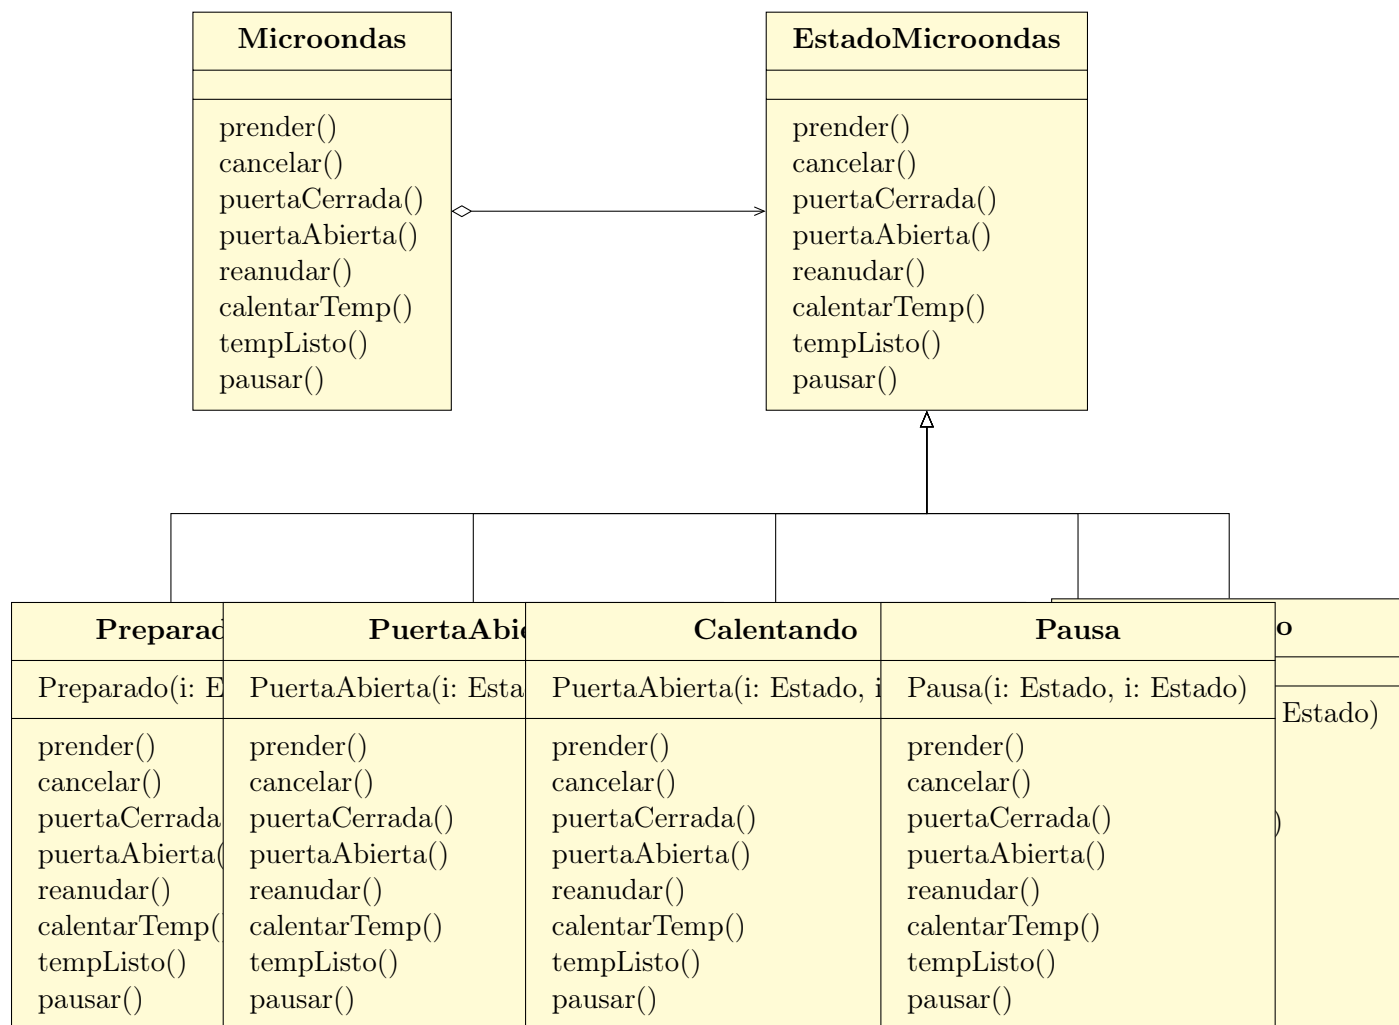 Microondas
prender()
cancelar()
puertaCerrada()
puertaAbierta()
reanudar()
calentarTemp()
tempListo()
pausar()
EstadoMicroondas
prender()
cancelar()
puertaCerrada()
puertaAbierta()
reanudar()
calentarTemp()
tempListo()
pausar()
Preparad
Preparado(i: E
prender()
cancelar()
puertaCerrada
puertaAbierta(
reanudar()
calentarTemp()
tempListo()
pausar()
PuertaAbie
PuertaAbierta(i: Esta
prender()
cancelar()
puertaCerrada()
puertaAbierta()
reanudar()
calentarTemp()
tempListo()
pausar()
Calentando
PuertaAbierta(i: Estado, i
prender()
cancelar()
puertaCerrada()
puertaAbierta()
reanudar()
calentarTemp()
tempListo()
pausar()
Pausa
Pausa(i: Estado, i: Estado)
prender()
cancelar()
puertaCerrada()
puertaAbierta()
reanudar()
calentarTemp()
tempListo()
pausar()
o
Estado)
)